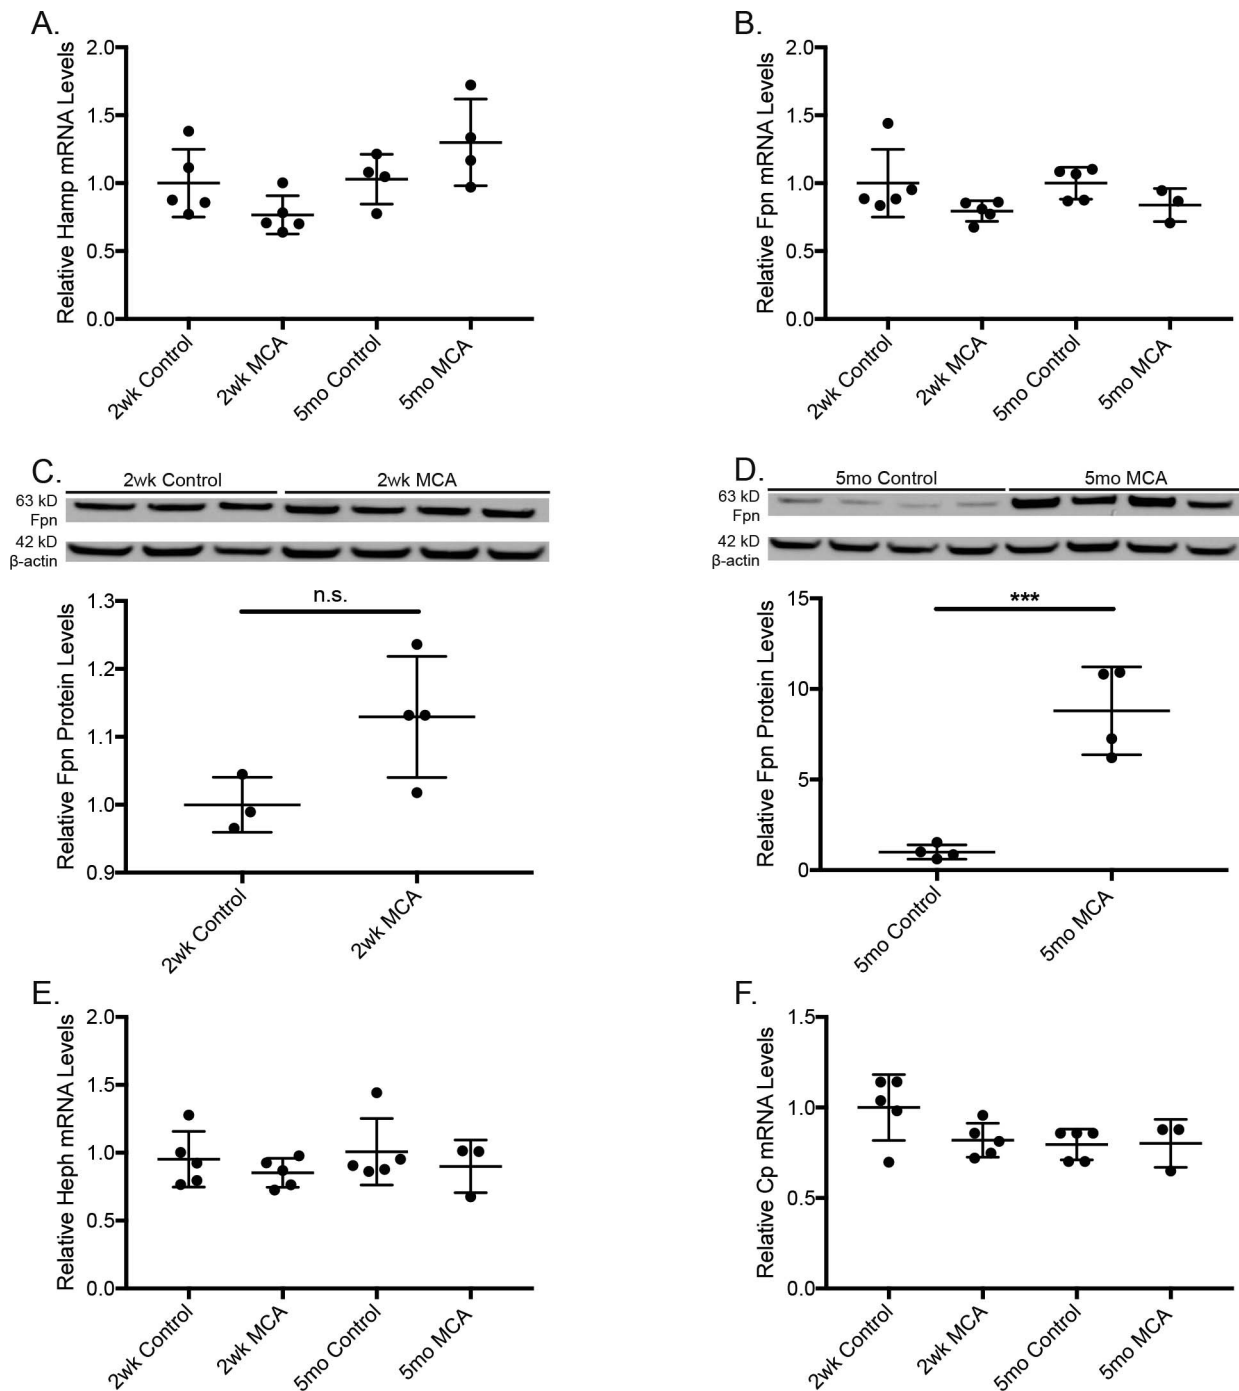 A.
Relative Hamp mRNA Levels
2.0
1.5
1.0
0.5
0.0
2wk Control
2wk MCA
5mo Control
5mo MCA
B.
Relative Fpn mRNA Levels
2.0
1.5
1.0
0.5
0.0
2wk Control
2wk MCA
5mo Control
5mo MCA
C.
2wk Control
2wk MCA
63 kD
Fpn
42 kD
β-actin
n.s.
Relative Fpn Protein Levels
1.3
1.2
1.1
1.0
0.9
2wk Control
2wk MCA
D.
5mo Control
5mo MCA
63 kD
Fpn
42 kD
β-actin
***
Relative Fpn Protein Levels
15
10
5
0
5mo Control
5mo MCA
E.
Relative Heph mRNA Levels
2.0
1.5
1.0
0.5
0.0
2wk Control
2wk MCA
5mo Control
5mo MCA
F.
Relative Cp mRNA Levels
1.5
1.0
0.5
0.0
2wk Control
2wk MCA
5mo Control
5mo MCA